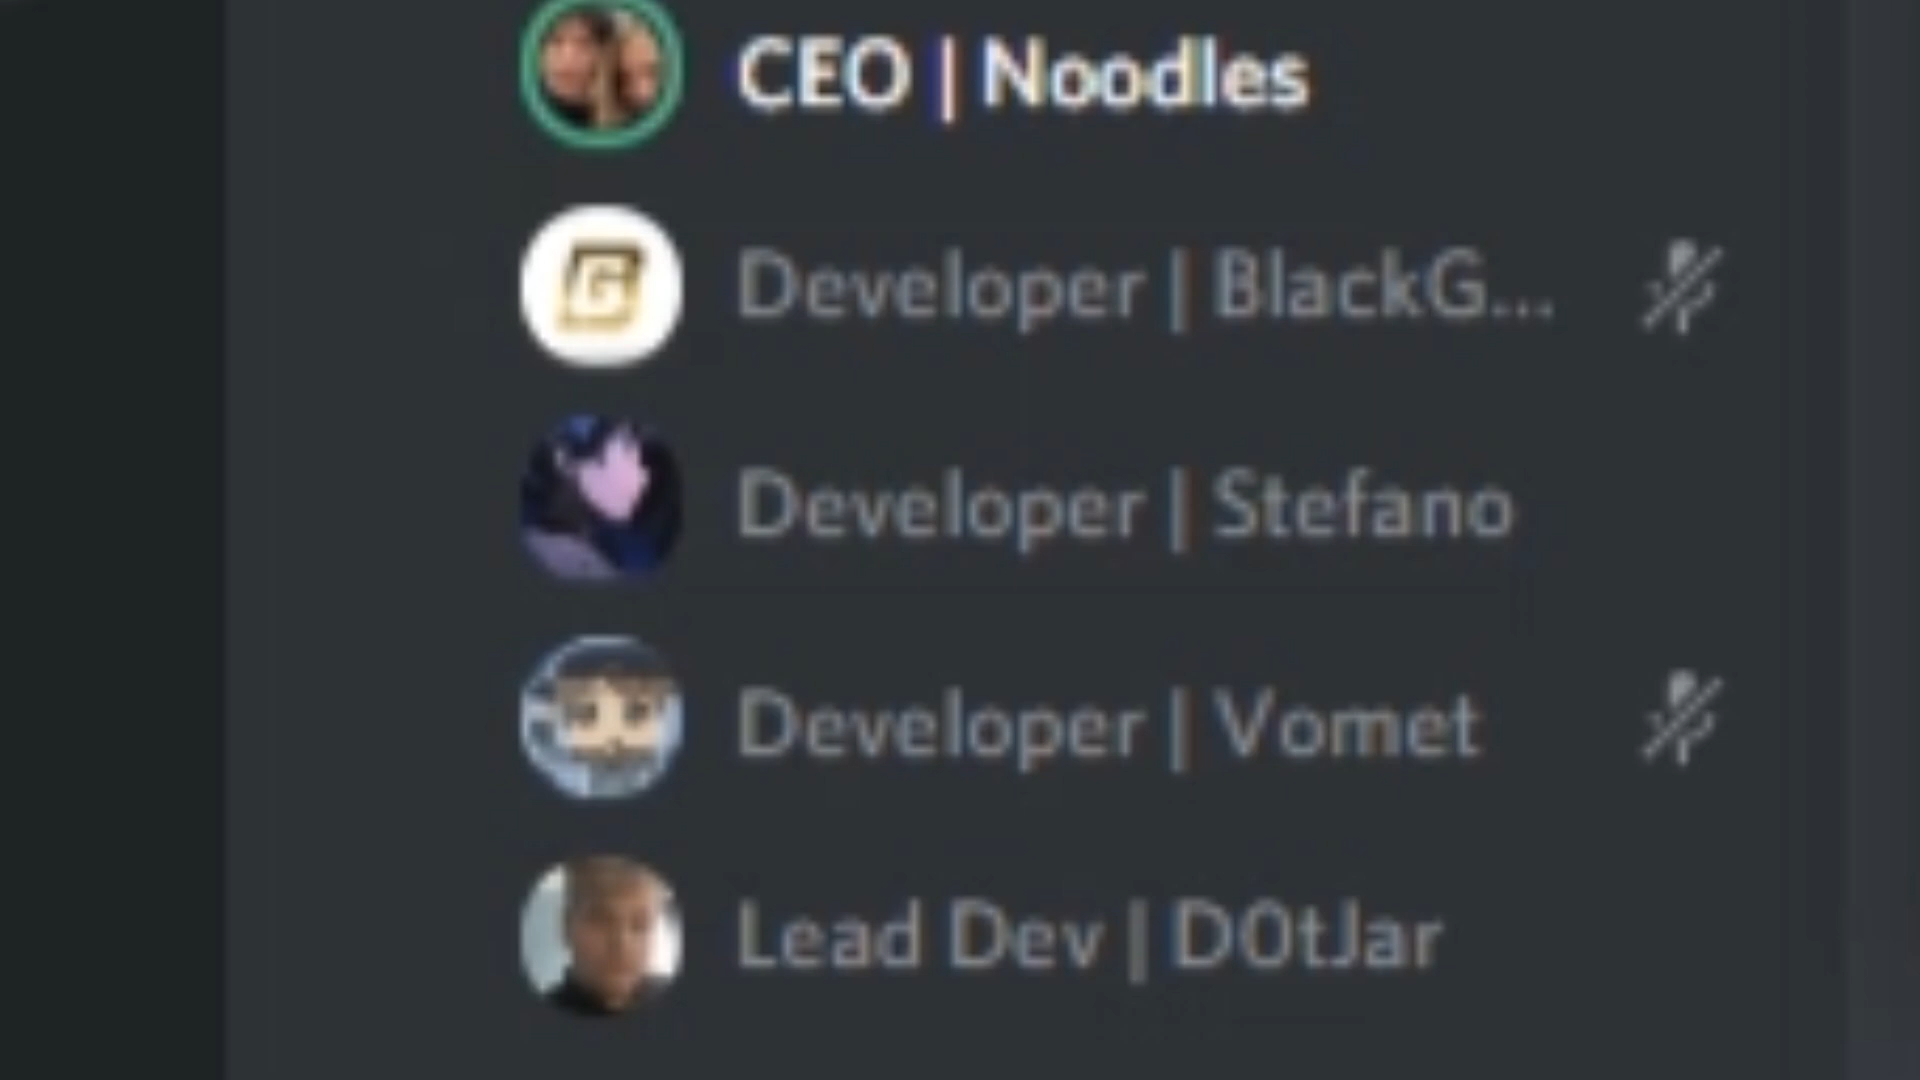 CEO | Noodles
Developer | BlackG...
Developer | Stefano
Developer | Vomet
Lead Dev | D0tJar